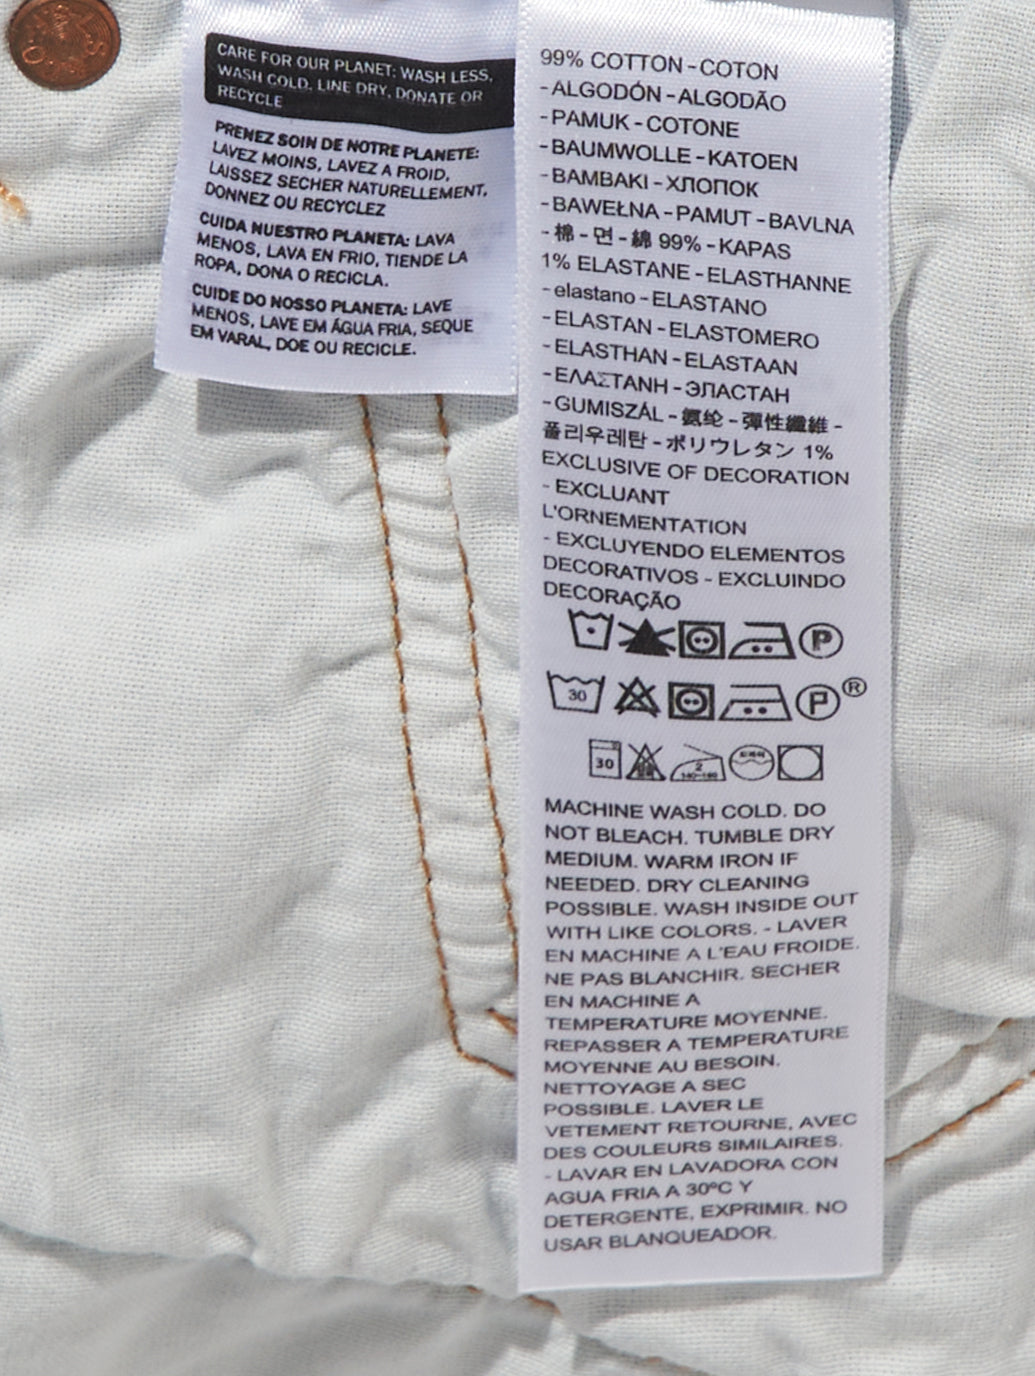 CARE FOR OUR PLANET: WASH LESS,
WASH COLD, LINE DRY, DONATE OR
RECYCLE
PRENEZ SOIN DE NOTRE PLANETE:
LAVEZ MOINS, LAVEZ A FROID,
LAISSEZ SECHER NATURELLEMENT,
DONNEZ OU RECYCLEZ
CUIDA NUESTRO PLANETA: LAVA
MENOS, LAVA EN FRIO, TIENDE LA
ROPA, DONA O RECICLA.
CUIDE DO NOSSO PLANETA: LAVE
MENOS, LAVE EM ÁGUA FRIA, SEQUE
EM VARAL, DOE OU RECICLE.
99% COTTON - COTON
- ALGODÓN - ALGODÃO
- PAMUK - COTONE
- BAUMWOLLE - KATOEN
- BAMBAKI - ХЛОПОК
- BAWEŁNA - PAMUT - BAVLNA
- 棉 - 면 - 綿 99% - KAPAS
1% ELASTANE - ELASTHANNE
- elastano - ELASTANO
- ELASTAN - ELASTOMERO
- ELASTHAN - ELASTAAN
- ΕΛΑΣΤΑΝΗ - ЭЛАСТАН
- GUMISZÁL - 氨纶 - 彈性纖維 -
폴리우레탄 - ポリウレタン 1%
EXCLUSIVE OF DECORATION
- EXCLUANT
L'ORNEMENTATION
- EXCLUYENDO ELEMENTOS
DECORATIVOS - EXCLUINDO
DECORAÇÃO
P
30 P ®
30 2 140-160
MACHINE WASH COLD. DO
NOT BLEACH. TUMBLE DRY
MEDIUM. WARM IRON IF
NEEDED. DRY CLEANING
POSSIBLE. WASH INSIDE OUT
WITH LIKE COLORS. - LAVER
EN MACHINE A L'EAU FROIDE.
NE PAS BLANCHIR. SECHER
EN MACHINE A
TEMPERATURE MOYENNE.
REPASSER A TEMPERATURE
MOYENNE AU BESOIN.
NETTOYAGE A SEC
POSSIBLE. LAVER LE
VETEMENT RETOURNE, AVEC
DES COULEURS SIMILAIRES.
- LAVAR EN LAVADORA CON
AGUA FRIA A 30ºC Y
DETERGENTE, EXPRIMIR. NO
USAR BLANQUEADOR.